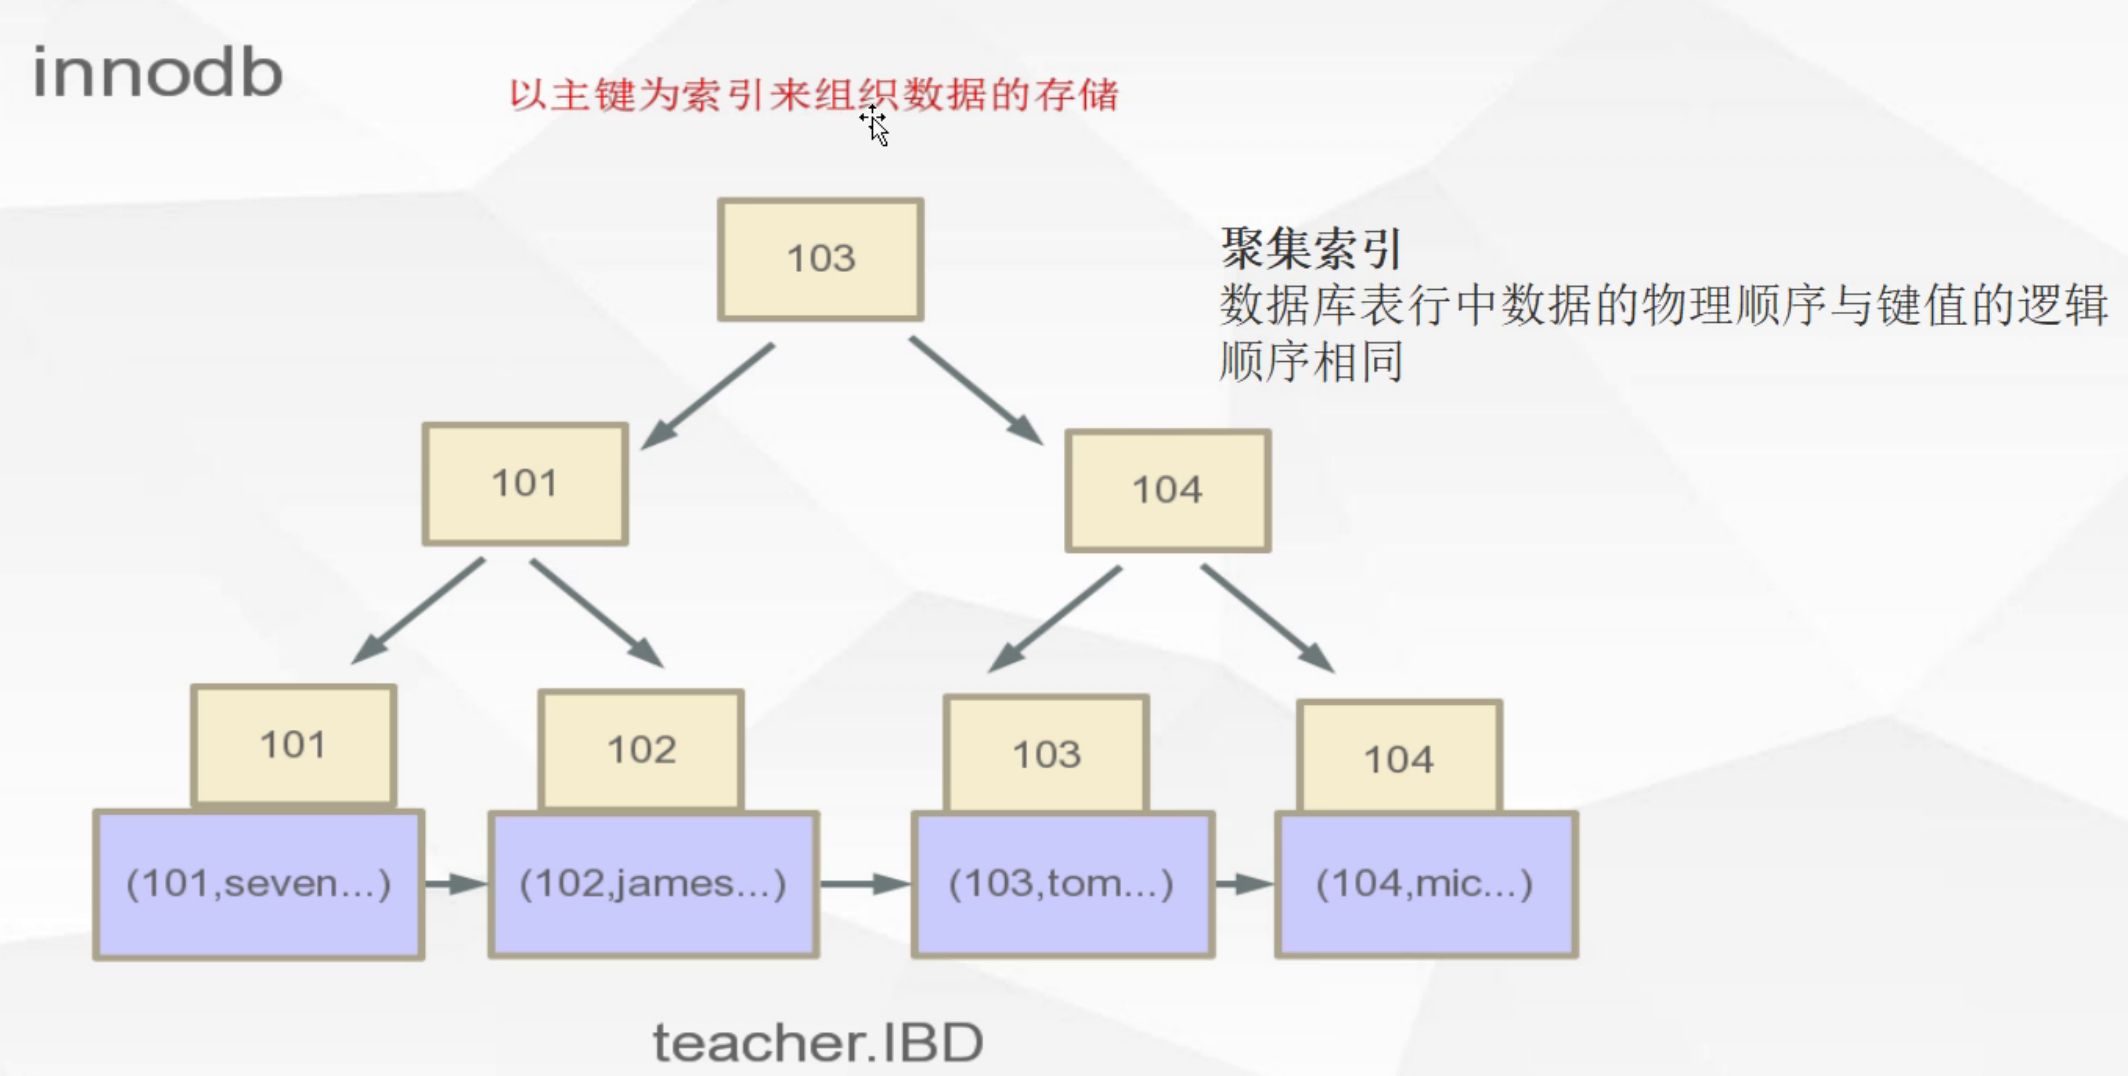 innodb
以主键为索引来组织数据的存储
103
聚集索引
数据库表行中数据的物理顺序与键值的逻辑
顺序相同
101
104
101
102
103
104
(101,seven...)
(102,james...)
(103,tom...)
(104,mic...)
teacher.IBD